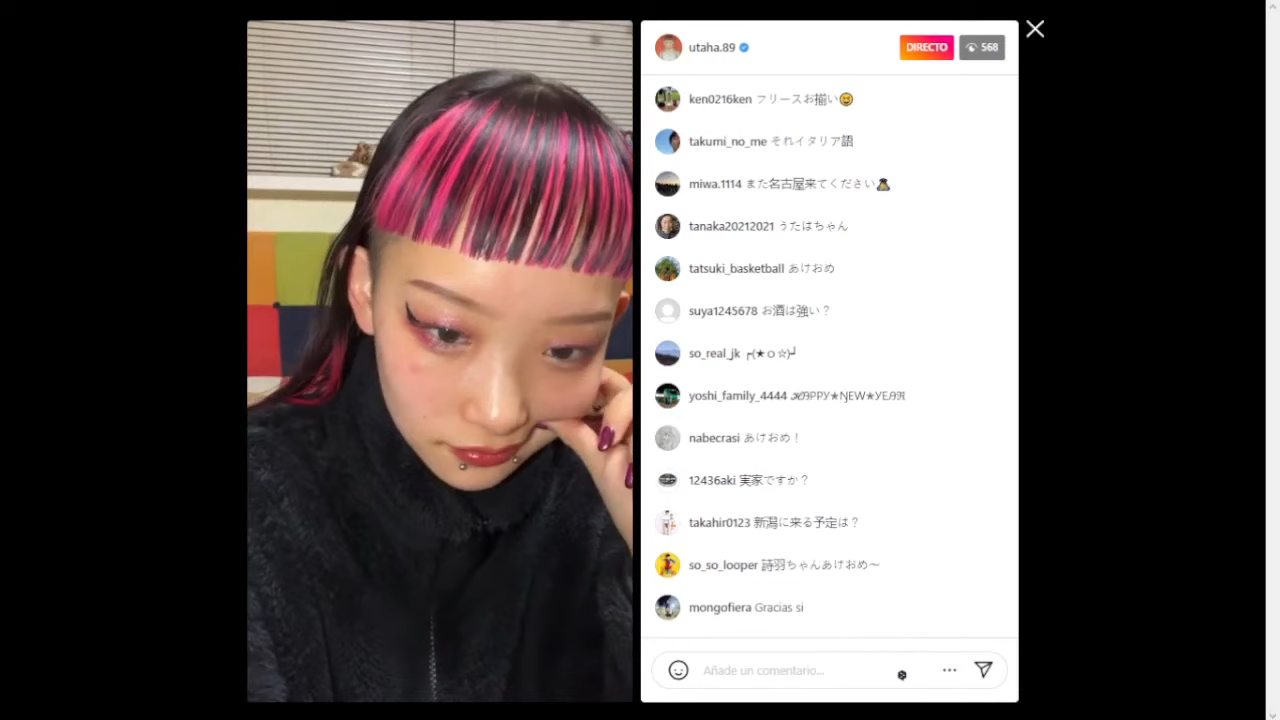 utaha.89
DIRECTO
568
ken0216ken フリースお揃い😆
takumi_no_me それイタリア語
miwa.1114 また名古屋来てください🙇
tanaka20212021 うたはちゃん
tatsuki_basketball あけおめ
suya1245678 お酒は強い？
so_real_jk ┏(★o☆)┛
yoshi_family_4444 ℋᎯᎮᎮᎩ★ŊᎬW★ᎩᎬᎯᏒ
nabecrasi あけおめ！
12436aki 実家ですか？
takahir0123 新潟に来る予定は？
so_so_looper 詩羽ちゃんあけおめ〜
mongofiera Gracias si
Añade un comentario...